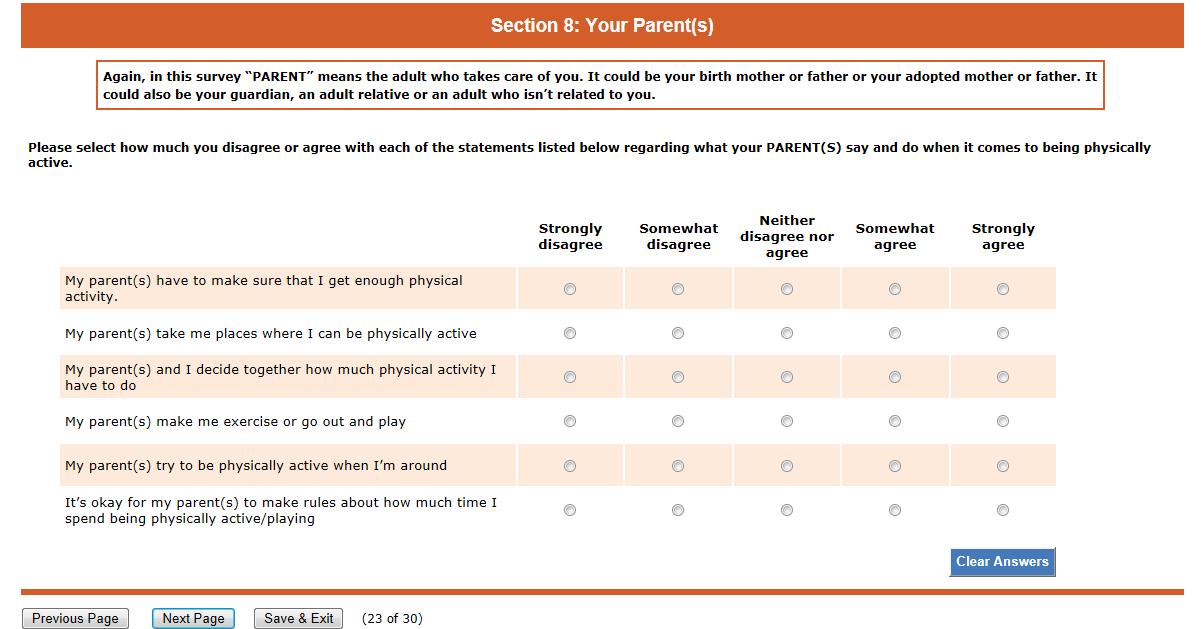 Section 8: Your Parent(s)
Again, in this survey “PARENT” means the adult who takes care of you. It could be your birth mother or father or your adopted mother or father. It
could also be your guardian, an adult relative or an adult who isn’t related to you.
Please select how much you disagree or agree with each of the statements listed below regarding what your PARENT(S) say and do when it comes to being physically
active.
Strongly
disagree
Somewhat
disagree
Neither
disagree nor
agree
Somewhat
agree
Strongly
agree
My parent(s) have to make sure that I get enough physical
activity.
My parent(s) take me places where I can be physically active
My parent(s) and I decide together how much physical activity I
have to do
My parent(s) make me exercise or go out and play
My parent(s) try to be physically active when I’m around
It’s okay for my parent(s) to make rules about how much time I
spend being physically active/playing
Clear Answers
Previous Page Next Page Save & Exit (23 of 30)